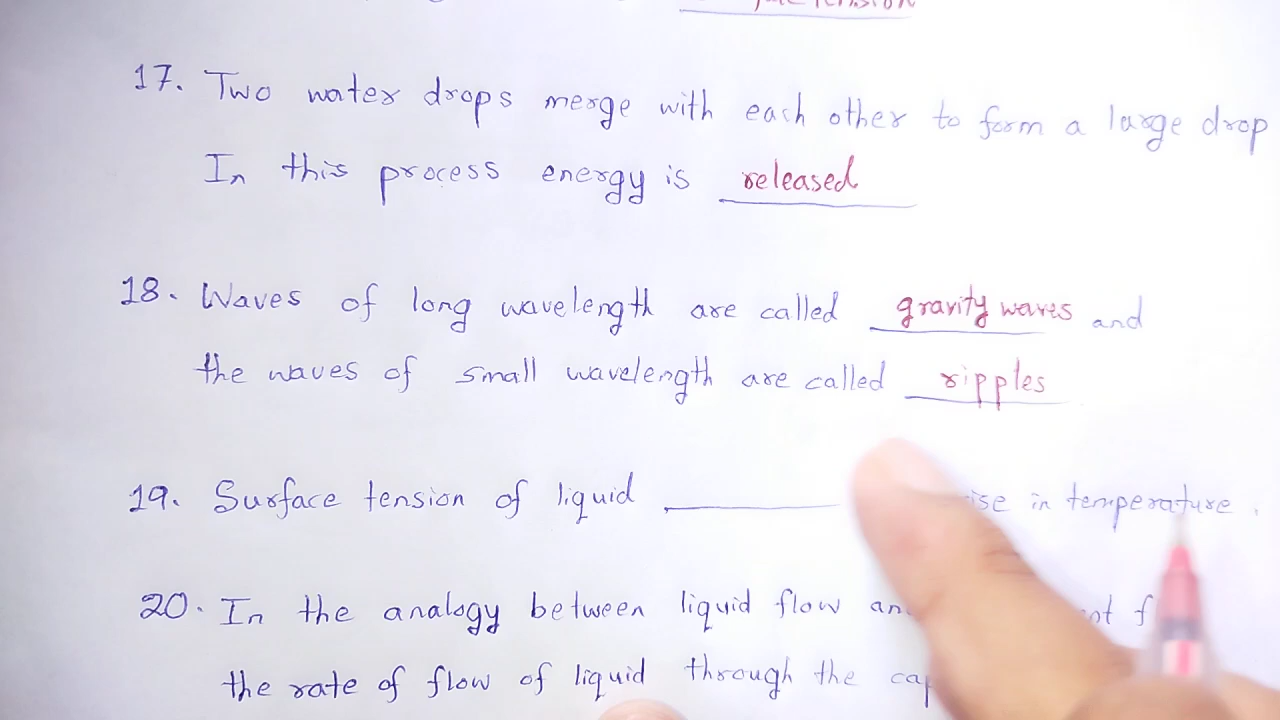 tension
17. Two water drops merge with each other to form a large drop
In this process energy is released
18. Waves of long wavelength are called gravity waves and
the waves of small wavelength are called ripples
19. Surface tension of liquid ______ in temperature.
20. In the analogy between liquid flow
the rate of flow of liquid through the